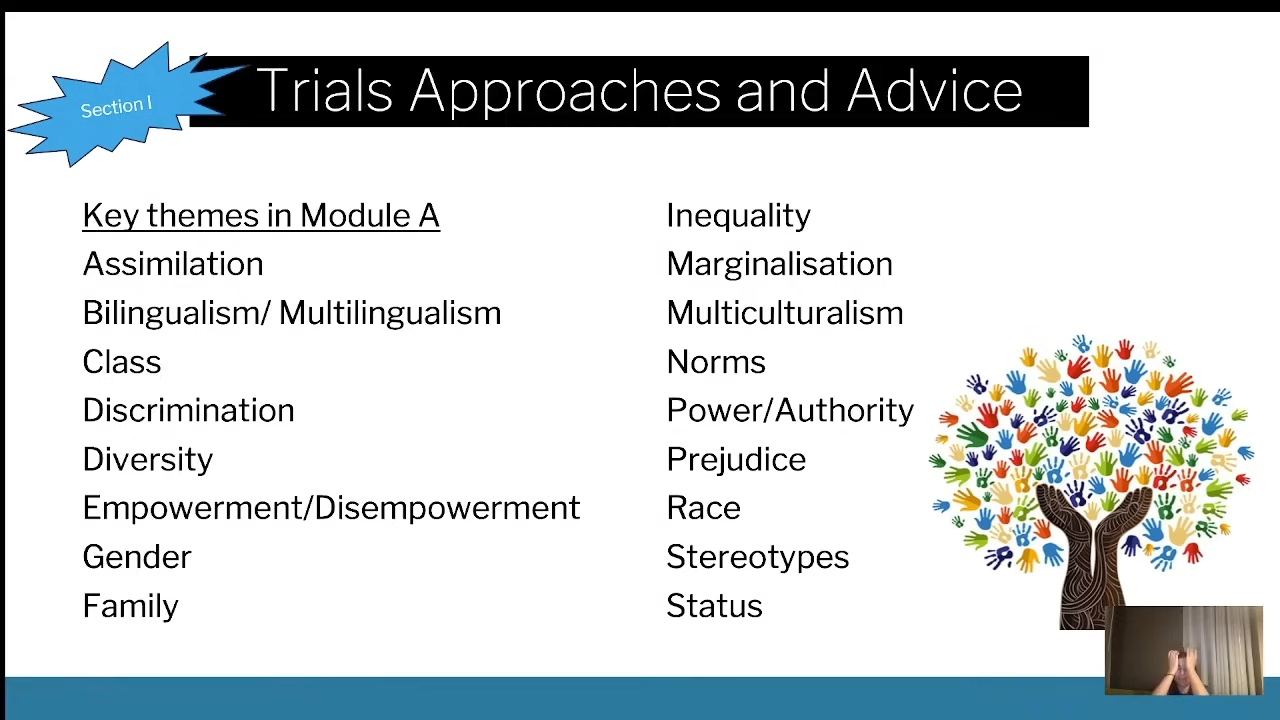 Section I
Trials Approaches and Advice
Key themes in Module A
Assimilation
Bilingualism/ Multilingualism
Class
Discrimination
Diversity
Empowerment/Disempowerment
Gender
Family
Inequality
Marginalisation
Multiculturalism
Norms
Power/Authority
Prejudice
Race
Stereotypes
Status